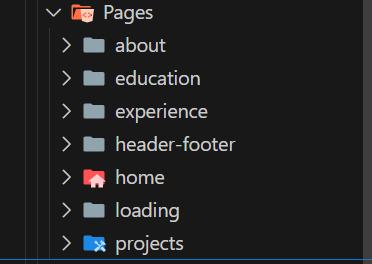 Pages
about
education
experience
header-footer
home
loading
projects